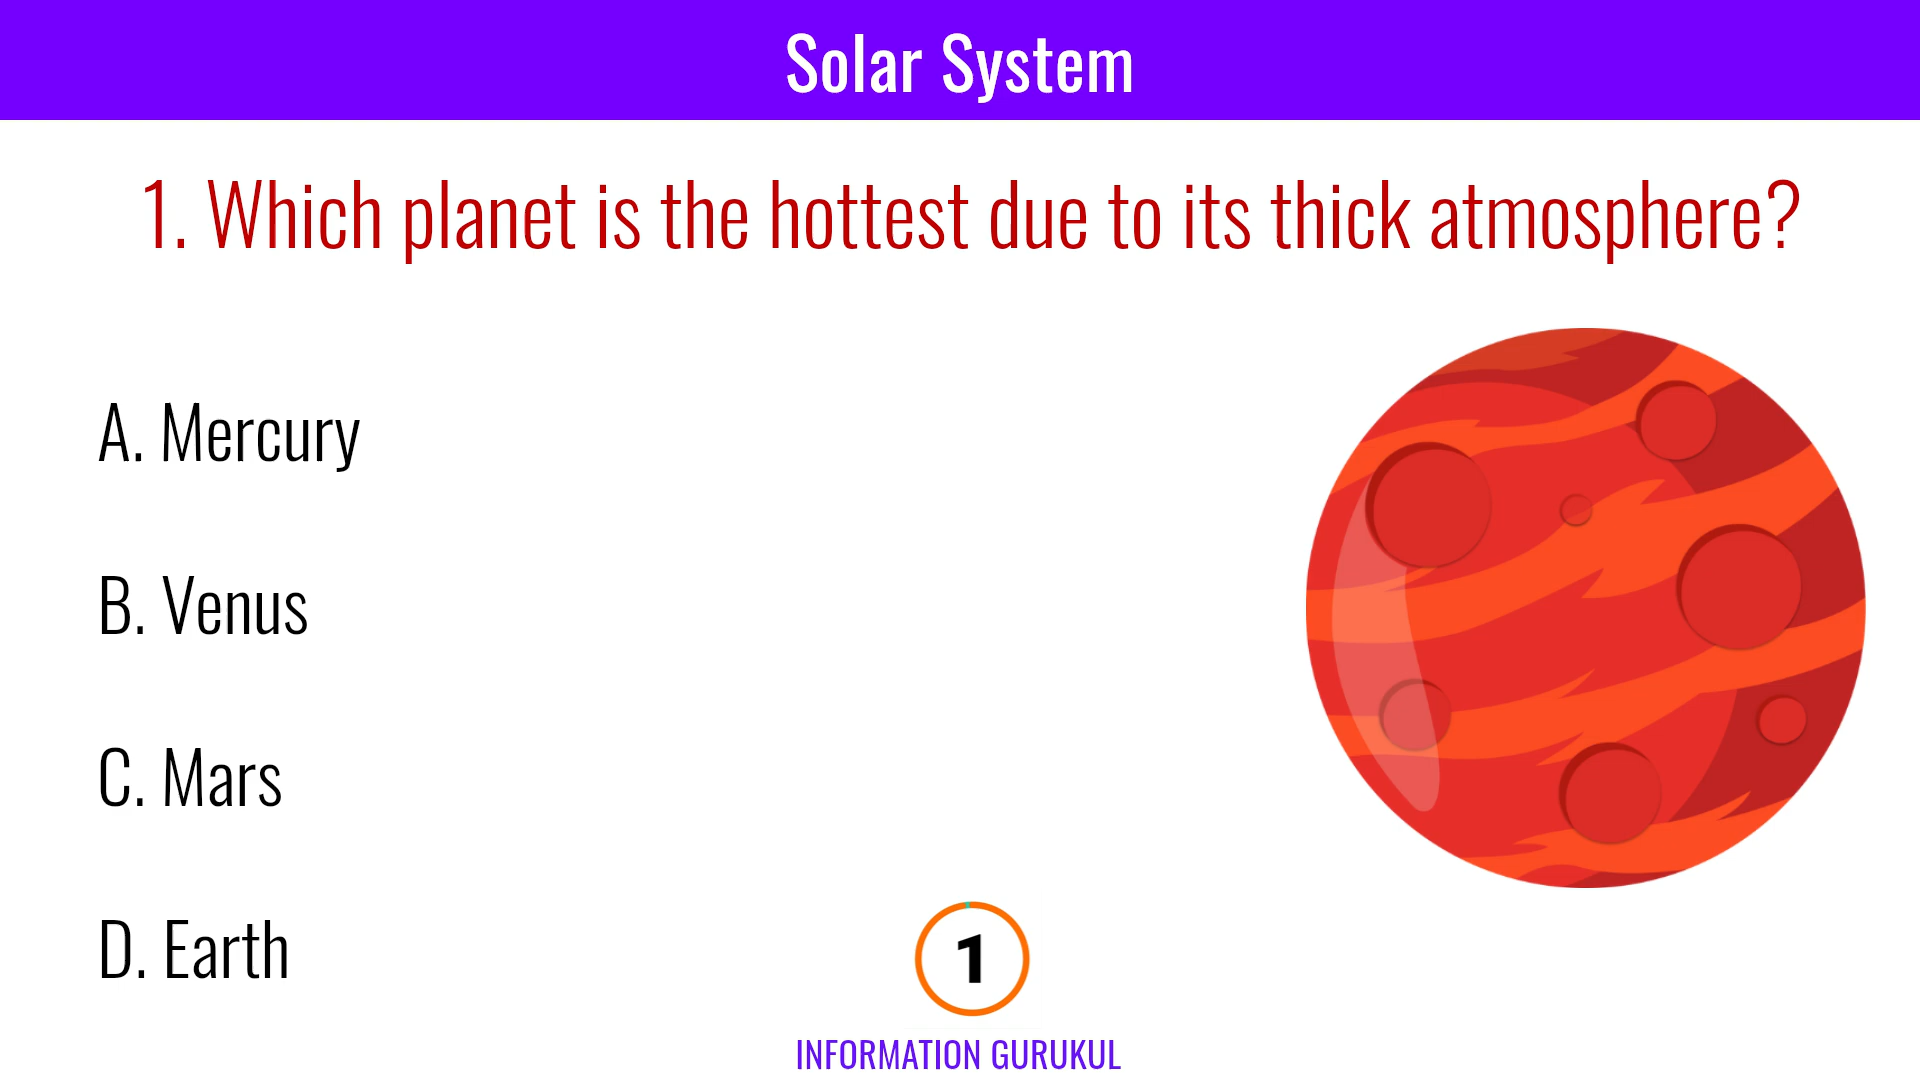 Solar System
1. Which planet is the hottest due to its thick atmosphere?
A. Mercury
B. Venus
C. Mars
D. Earth
1
INFORMATION GURUKUL